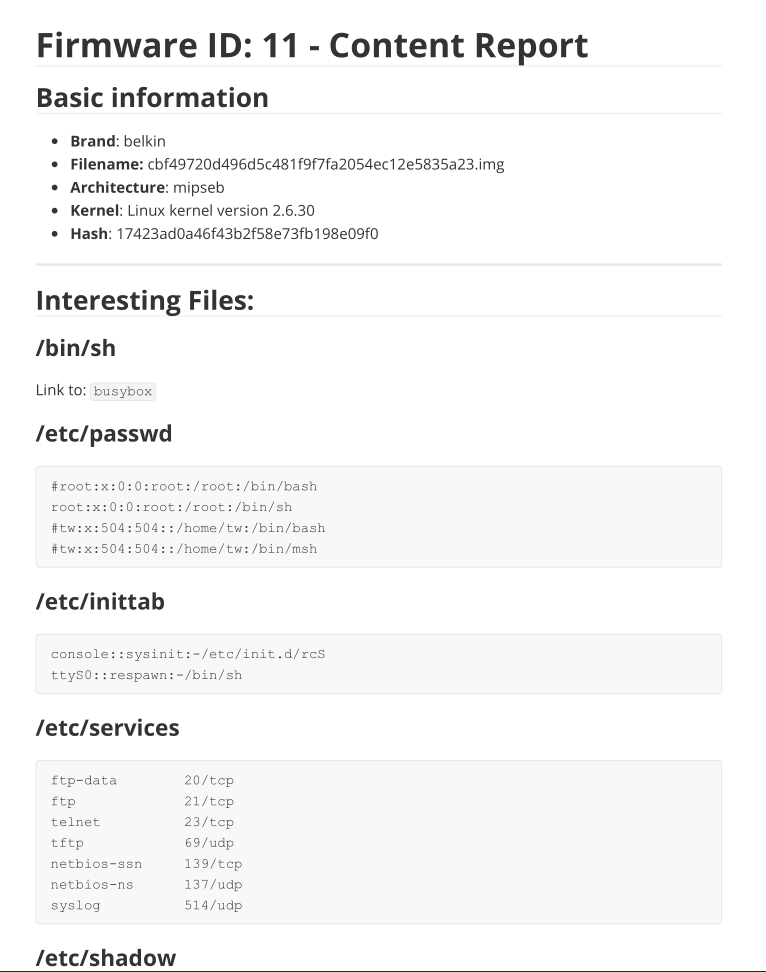 Firmware ID: 11 - Content Report
Basic information
• Brand: belkin
• Filename: cbf49720d496d5c481f9f7fa2054ec12e5835a23.img
• Architecture: mipseb
• Kernel: Linux kernel version 2.6.30
• Hash: 17423ad0a46f43b2f58e73fb198e09f0
Interesting Files:
/bin/sh
Link to: busybox
/etc/passwd
#root:x:0:0:root:/root:/bin/bash
root:x:0:0:root:/root:/bin/sh
#tw:x:504:504::/home/tw:/bin/bash
#tw:x:504:504::/home/tw:/bin/msh
/etc/inittab
console::sysinit:-/etc/init.d/rcS
ttyS0::respawn:-/bin/sh
/etc/services
ftp-data 20/tcp
ftp 21/tcp
telnet 23/tcp
tftp 69/udp
netbios-ssn 139/tcp
netbios-ns 137/udp
syslog 514/udp
/etc/shadow